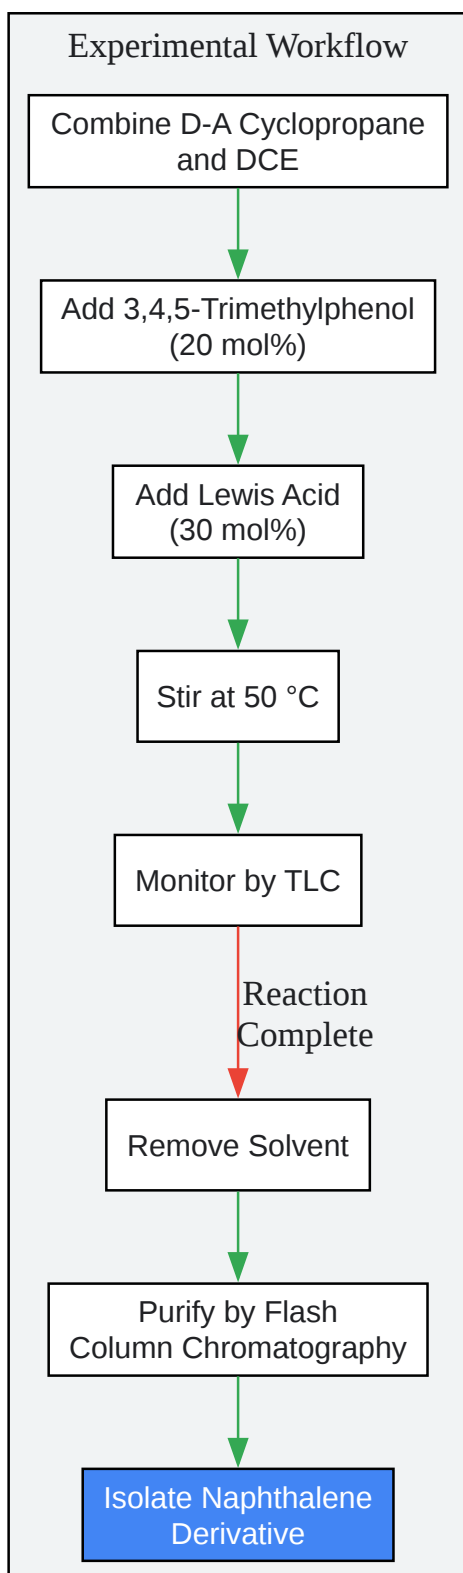 Experimental Workflow
Combine D-A Cyclopropane
and DCE
Add 3,4,5-Trimethylphenol
(20 mol%)
Add Lewis Acid
(30 mol%)
Stir at 50 °C
Monitor by TLC
Reaction
Complete
Remove Solvent
Purify by Flash
Column Chromatography
Isolate Naphthalene
Derivative